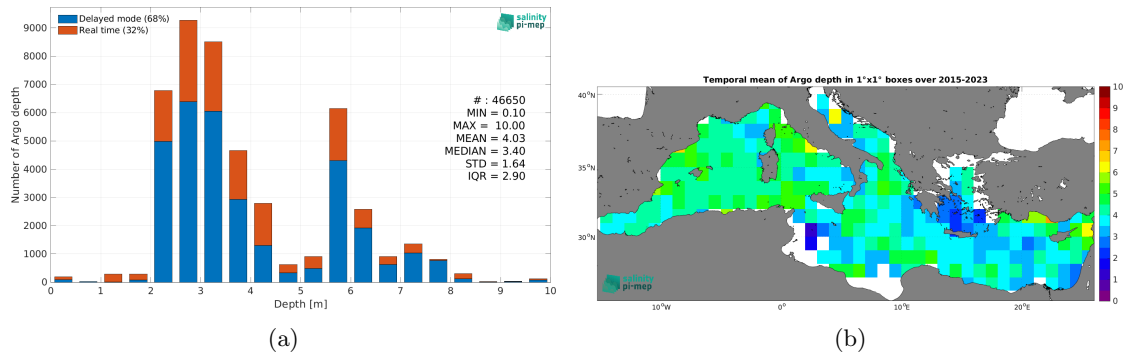 Delayed mode (68%)
Real time (32%)
salinity
pi-mep
# : 46650
MIN = 0.10
MAX = 10.00
MEAN = 4.03
MEDIAN = 3.40
STD = 1.64
IQR = 2.90
Number of Argo depth
9000
8000
7000
6000
5000
4000
3000
2000
1000
0
0 1 2 3 4 5 6 7 8 9 10
Depth [m]
(a)
Temporal mean of Argo depth in 1°x1° boxes over 2015-2023
40°N
35°N
30°N
10°W 0° 10°E 20°E
10
9
8
7
6
5
4
3
2
1
0
salinity
pi-mep
(b)